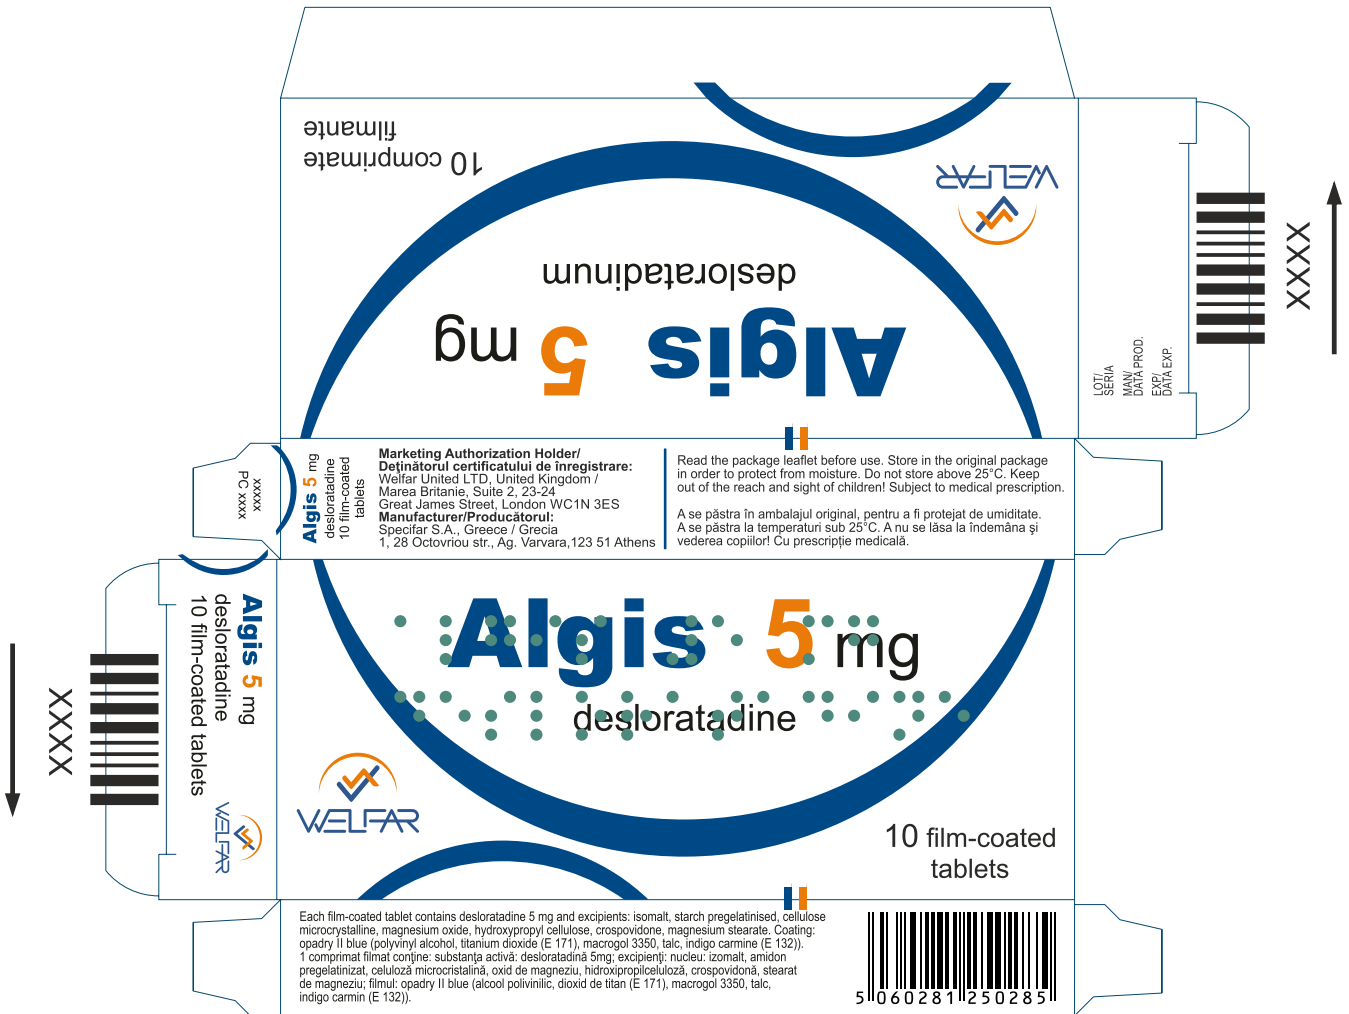 10 comprimate
filmante
WELFAR
desloratadinum
Algis 5 mg
XXXX
LOT/
SERIA
MAN/
DATA PROD.
EXP/
DATA EXP.
xxxxx
PC xxxx
Algis 5 mg
desloratadine
10 film-coated
tablets
Marketing Authorization Holder/
Deţinătorul certificatului de înregistrare:
Welfar United LTD, United Kingdom /
Marea Britanie, Suite 2, 23-24
Great James Street, London WC1N 3ES
Manufacturer/Producătorul:
Specifar S.A., Greece / Grecia
1, 28 Octovriou str., Ag. Varvara,123 51 Athens
Read the package leaflet before use. Store in the original package
in order to protect from moisture. Do not store above 25°C. Keep
out of the reach and sight of children! Subject to medical prescription.
A se păstra în ambalajul original, pentru a fi protejat de umiditate.
A se păstra la temperaturi sub 25°C. A nu se lăsa la îndemâna şi
vederea copiilor! Cu prescripţie medicală.
XXXX
Algis 5 mg
desloratadine
10 film-coated tablets
WELFAR
Algis 5 mg
desloratadine
WELFAR
10 film-coated
tablets
Each film-coated tablet contains desloratadine 5 mg and excipients: isomalt, starch pregelatinised, cellulose
microcrystalline, magnesium oxide, hydroxypropyl cellulose, crospovidone, magnesium stearate. Coating:
opadry II blue (polyvinyl alcohol, titanium dioxide (E 171), macrogol 3350, talc, indigo carmine (E 132)).
1 comprimat filmat conţine: substanţa activă: desloratadină 5mg; excipienţi: nucleu: izomalt, amidon
pregelatinizat, celuloză microcristalină, oxid de magneziu, hidroxipropilceluloză, crospovidonă, stearat
de magneziu; filmul: opadry II blue (alcool polivinilic, dioxid de titan (E 171), macrogol 3350, talc,
indigo carmin (E 132)).
5 060281 250285